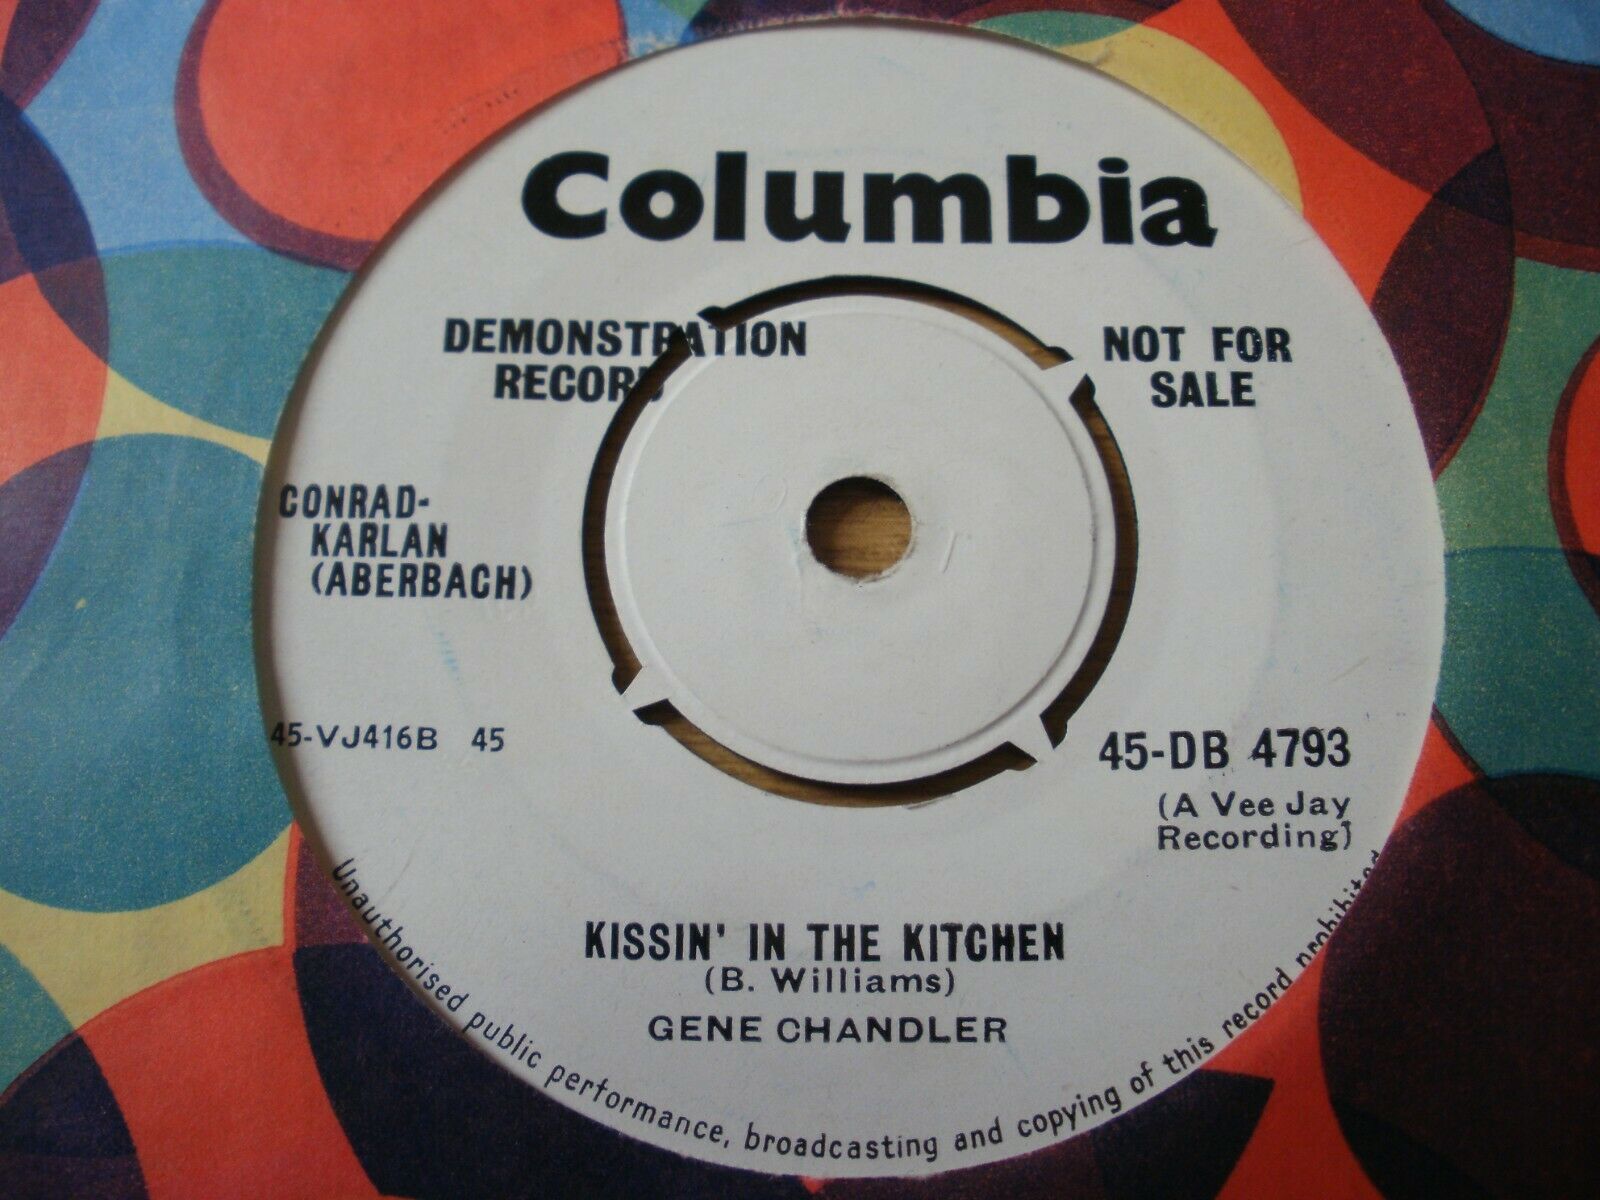 Columbia
DEMONSTRATION
RECORD
NOT FOR
SALE
CONRAD-
KARLAN
(ABERBACH)
45-VJ416B 45
45-DB 4793
(A Vee Jay
Recording)
KISSIN' IN THE KITCHEN
(B. Williams)
GENE CHANDLER
Unauthorised public performance, broadcasting and copying of this record prohibited